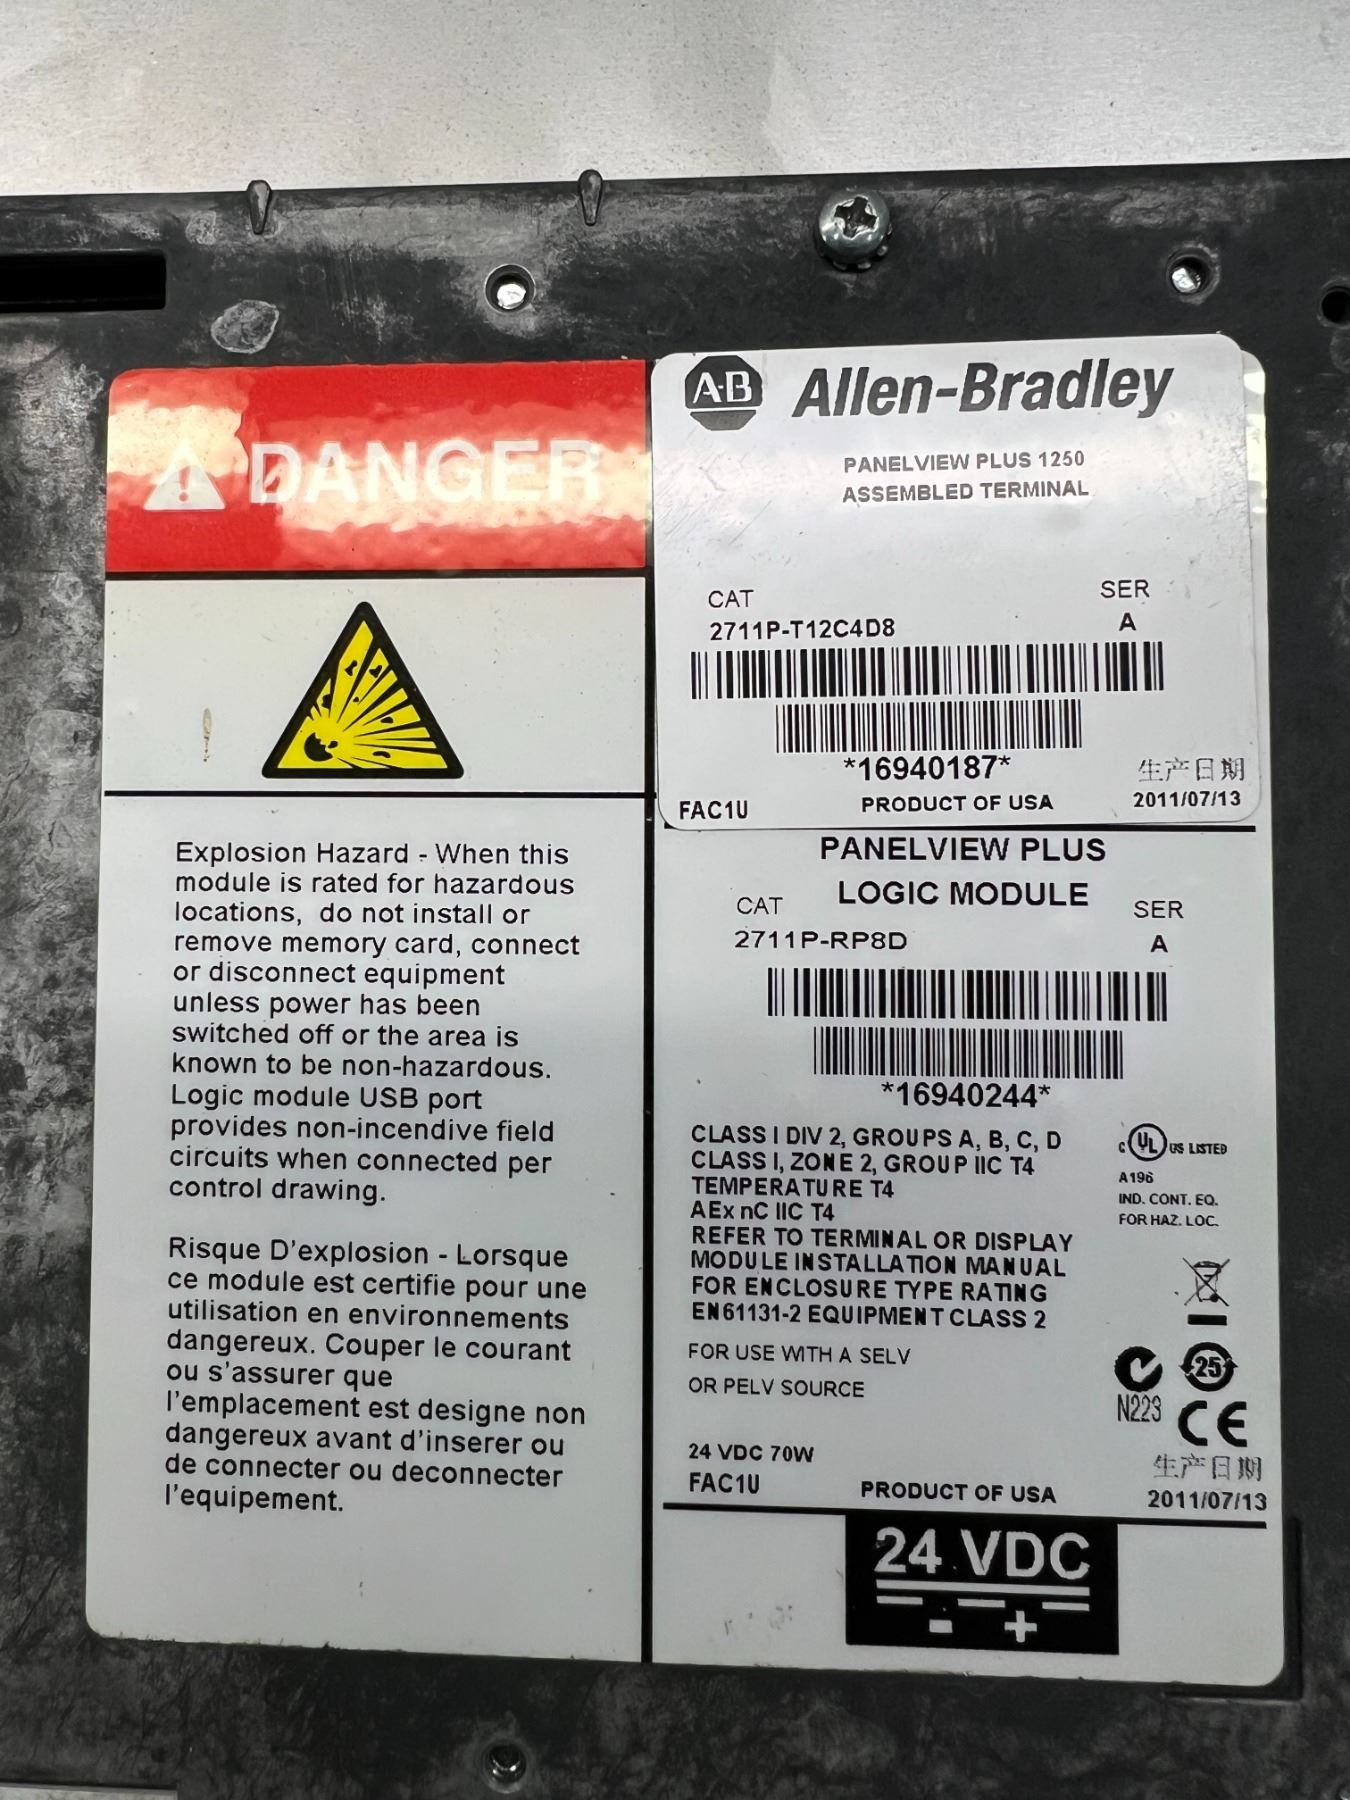 DANGER
Explosion Hazard - When this
module is rated for hazardous
locations, do not install or
remove memory card, connect
or disconnect equipment
unless power has been
switched off or the area is
known to be non-hazardous.
Logic module USB port
provides non-incendive field
circuits when connected per
control drawing.
Risque D'explosion - Lorsque
ce module est certifie pour une
utilisation en environnements
dangereux. Couper le courant
ou s'assurer que
l'emplacement est designe non
dangereux avant d'inserer ou
de connecter ou deconnecter
l'equipement.
A-B Allen-Bradley
PANELVIEW PLUS 1250
ASSEMBLED TERMINAL
CAT SER
2711P-T12C4D8 A
*16940187*
生产日期
FAC1U PRODUCT OF USA 2011/07/13
PANELVIEW PLUS
LOGIC MODULE
CAT SER
2711P-RP8D A
*16940244*
CLASS I DIV 2, GROUPS A, B, C, D
CLASS I, ZONE 2, GROUP IIC T4
TEMPERATURE T4
AEx nC IIC T4
REFER TO TERMINAL OR DISPLAY
MODULE INSTALLATION MANUAL
FOR ENCLOSURE TYPE RATING
EN61131-2 EQUIPMENT CLASS 2
C UL US LISTED
A196
IND. CONT. EQ.
FOR HAZ. LOC.
FOR USE WITH A SELV
OR PELV SOURCE
25
N223
CE
24 VDC 70W
生产日期
FAC1U PRODUCT OF USA 2011/07/13
24 VDC
- +